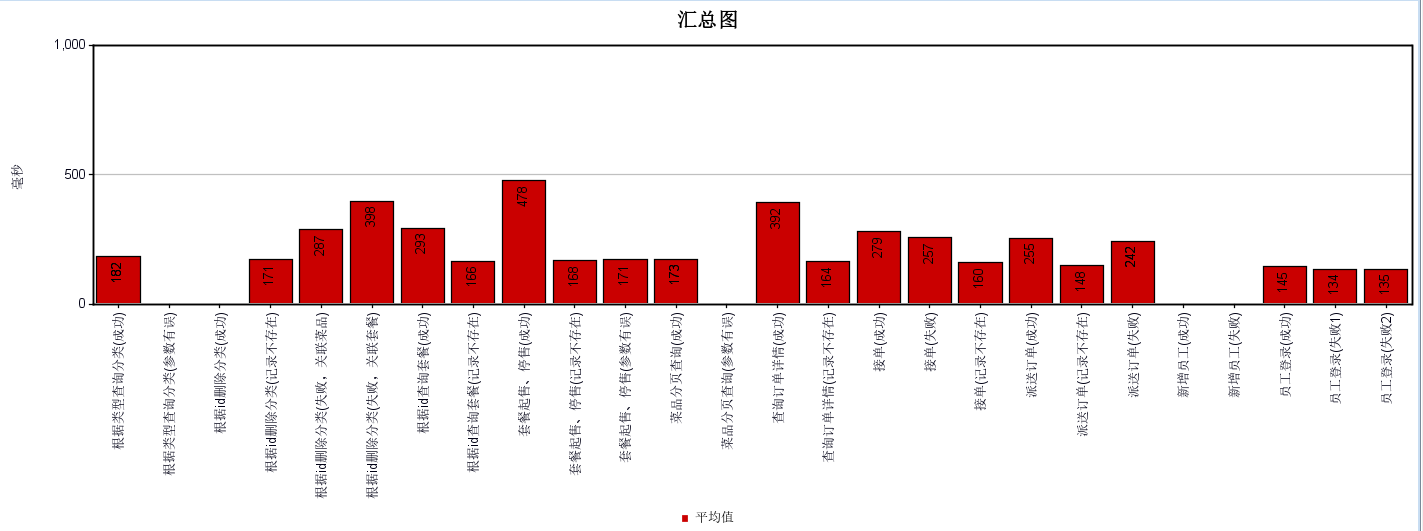 汇总图
1,000
500
0
毫秒
182
171
287
398
293
166
478
168
171
173
392
164
279
257
160
255
148
242
145
134
135
根据类型查询分类(成功)
根据类型查询分类(参数有误)
根据id删除分类(成功)
根据id删除分类(记录不存在)
根据id删除分类(失败，关联菜品)
根据id删除分类(失败，关联套餐)
根据id查询套餐(成功)
根据id查询套餐(记录不存在)
套餐起售、停售(成功)
套餐起售、停售(记录不存在)
套餐起售、停售(参数有误)
菜品分页查询(成功)
菜品分页查询(参数有误)
查询订单详情(成功)
查询订单详情(记录不存在)
接单(成功)
接单(失败)
接单(记录不存在)
派送订单(成功)
派送订单(记录不存在)
派送订单(失败)
新增员工(成功)
新增员工(失败)
员工登录(成功)
员工登录(失败1)
员工登录(失败2)
平均值